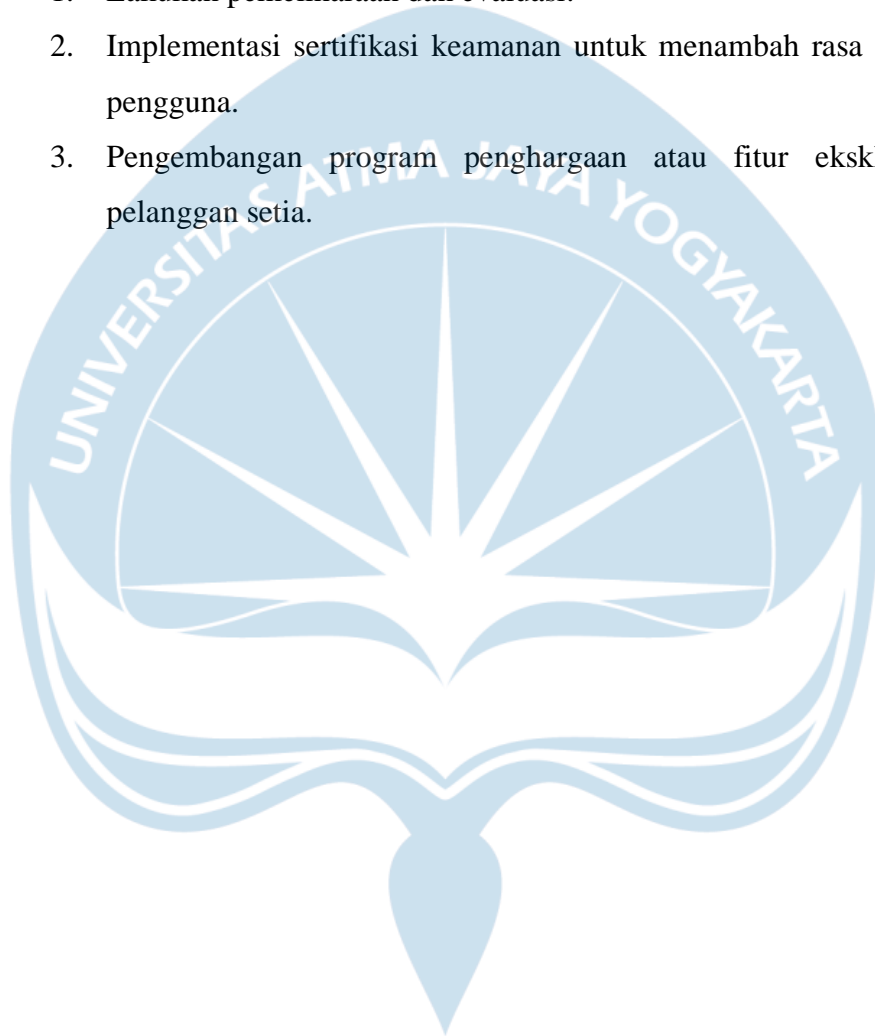 2. Implementasi sertifikasi keamanan untuk menambah rasa
pengguna.
3. Pengembangan program penghargaan atau fitur
pelanggan setia.
UNIVERSITAS ATMA JAYA YOGYAKARTA